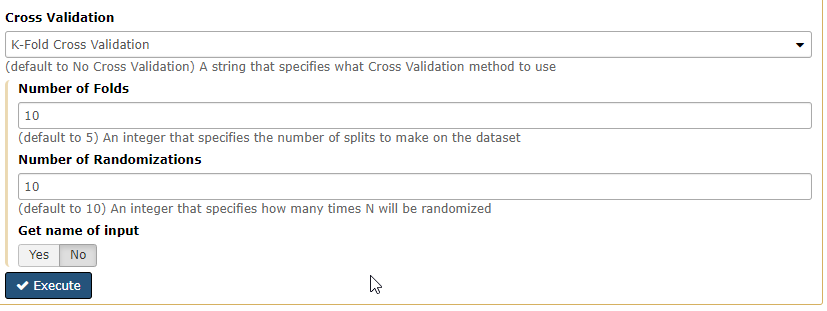 Cross Validation
K-Fold Cross Validation
(default to No Cross Validation) A string that specifies what Cross Validation method to use
Number of Folds
10
(default to 5) An integer that specifies the number of splits to make on the dataset
Number of Randomizations
10
(default to 10) An integer that specifies how many times N will be randomized
Get name of input
Yes No
Execute